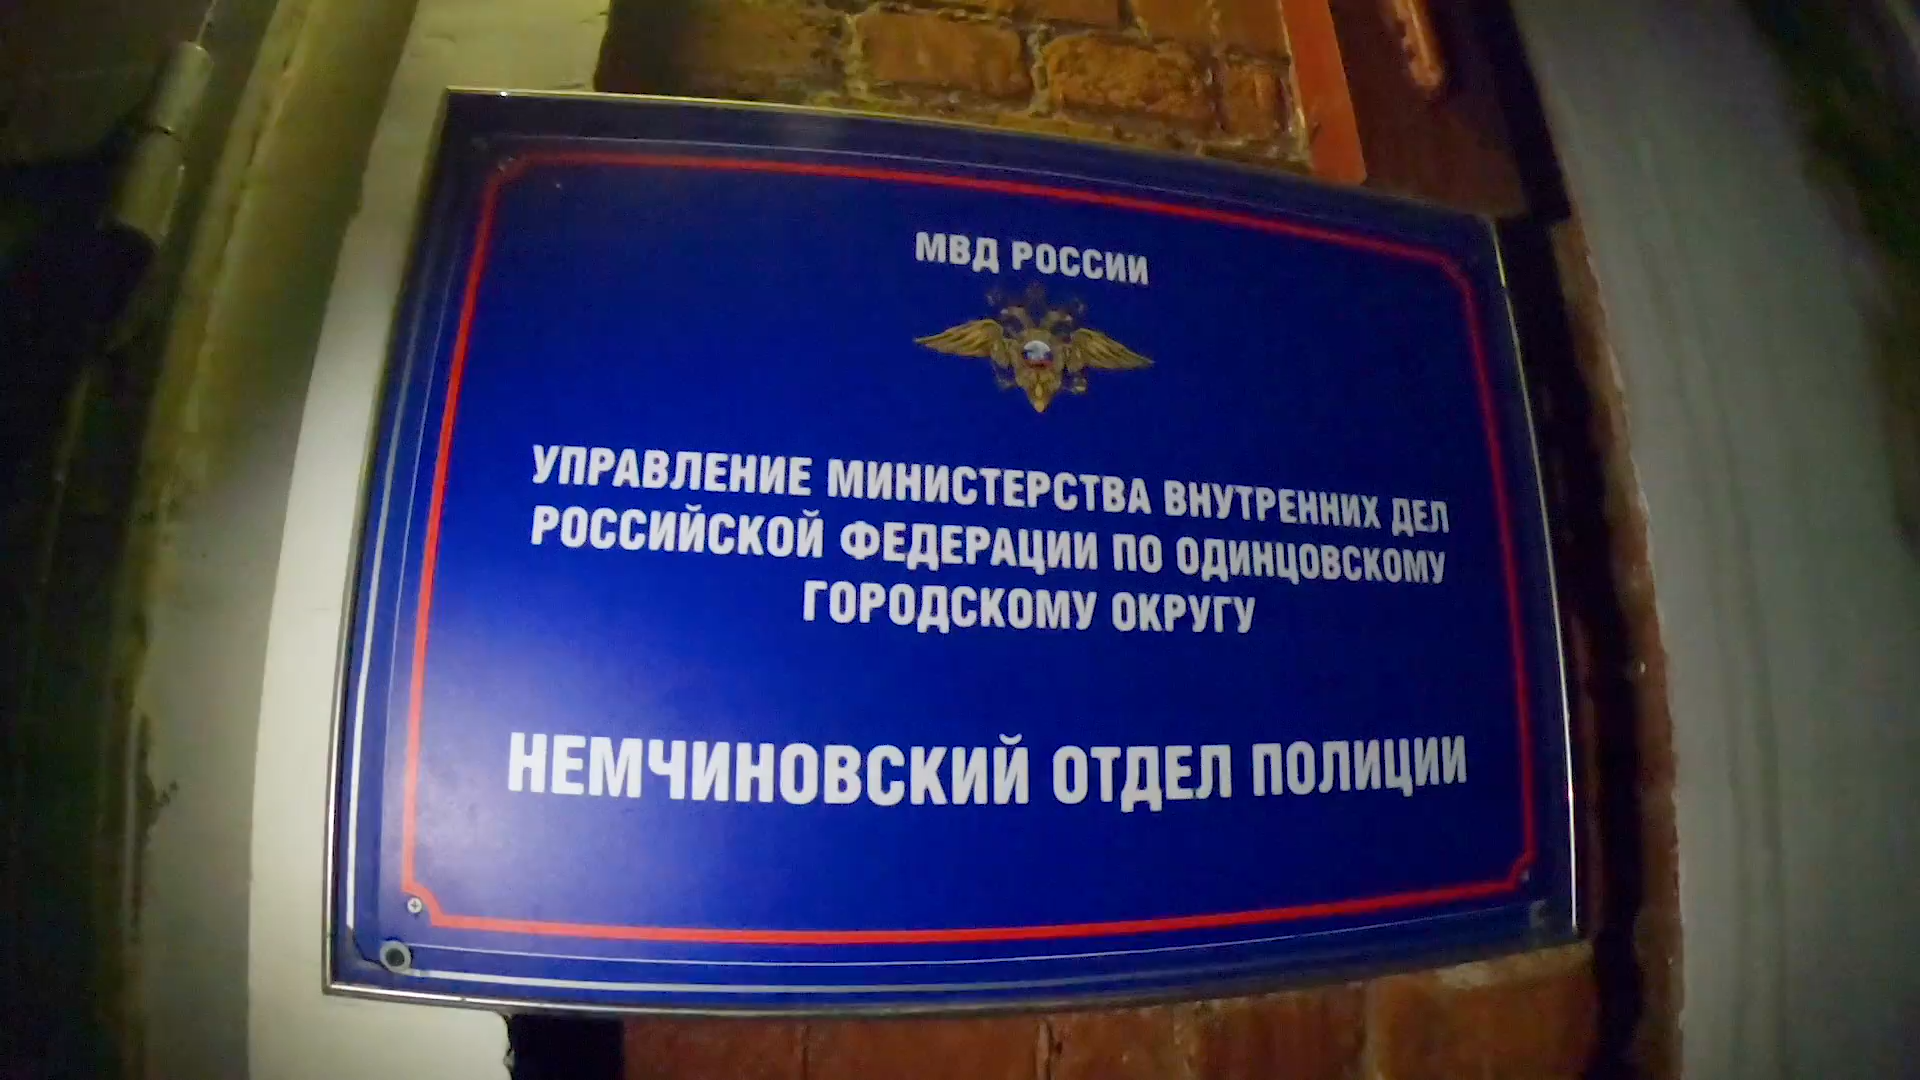 МВД РОССИИ
УПРАВЛЕНИЕ МИНИСТЕРСТВА ВНУТРЕННИХ ДЕЛ
РОССИЙСКОЙ ФЕДЕРАЦИИ ПО ОДИНЦОВСКОМУ
ГОРОДСКОМУ ОКРУГУ
НЕМЧИНОВСКИЙ ОТДЕЛ ПОЛИЦИИ